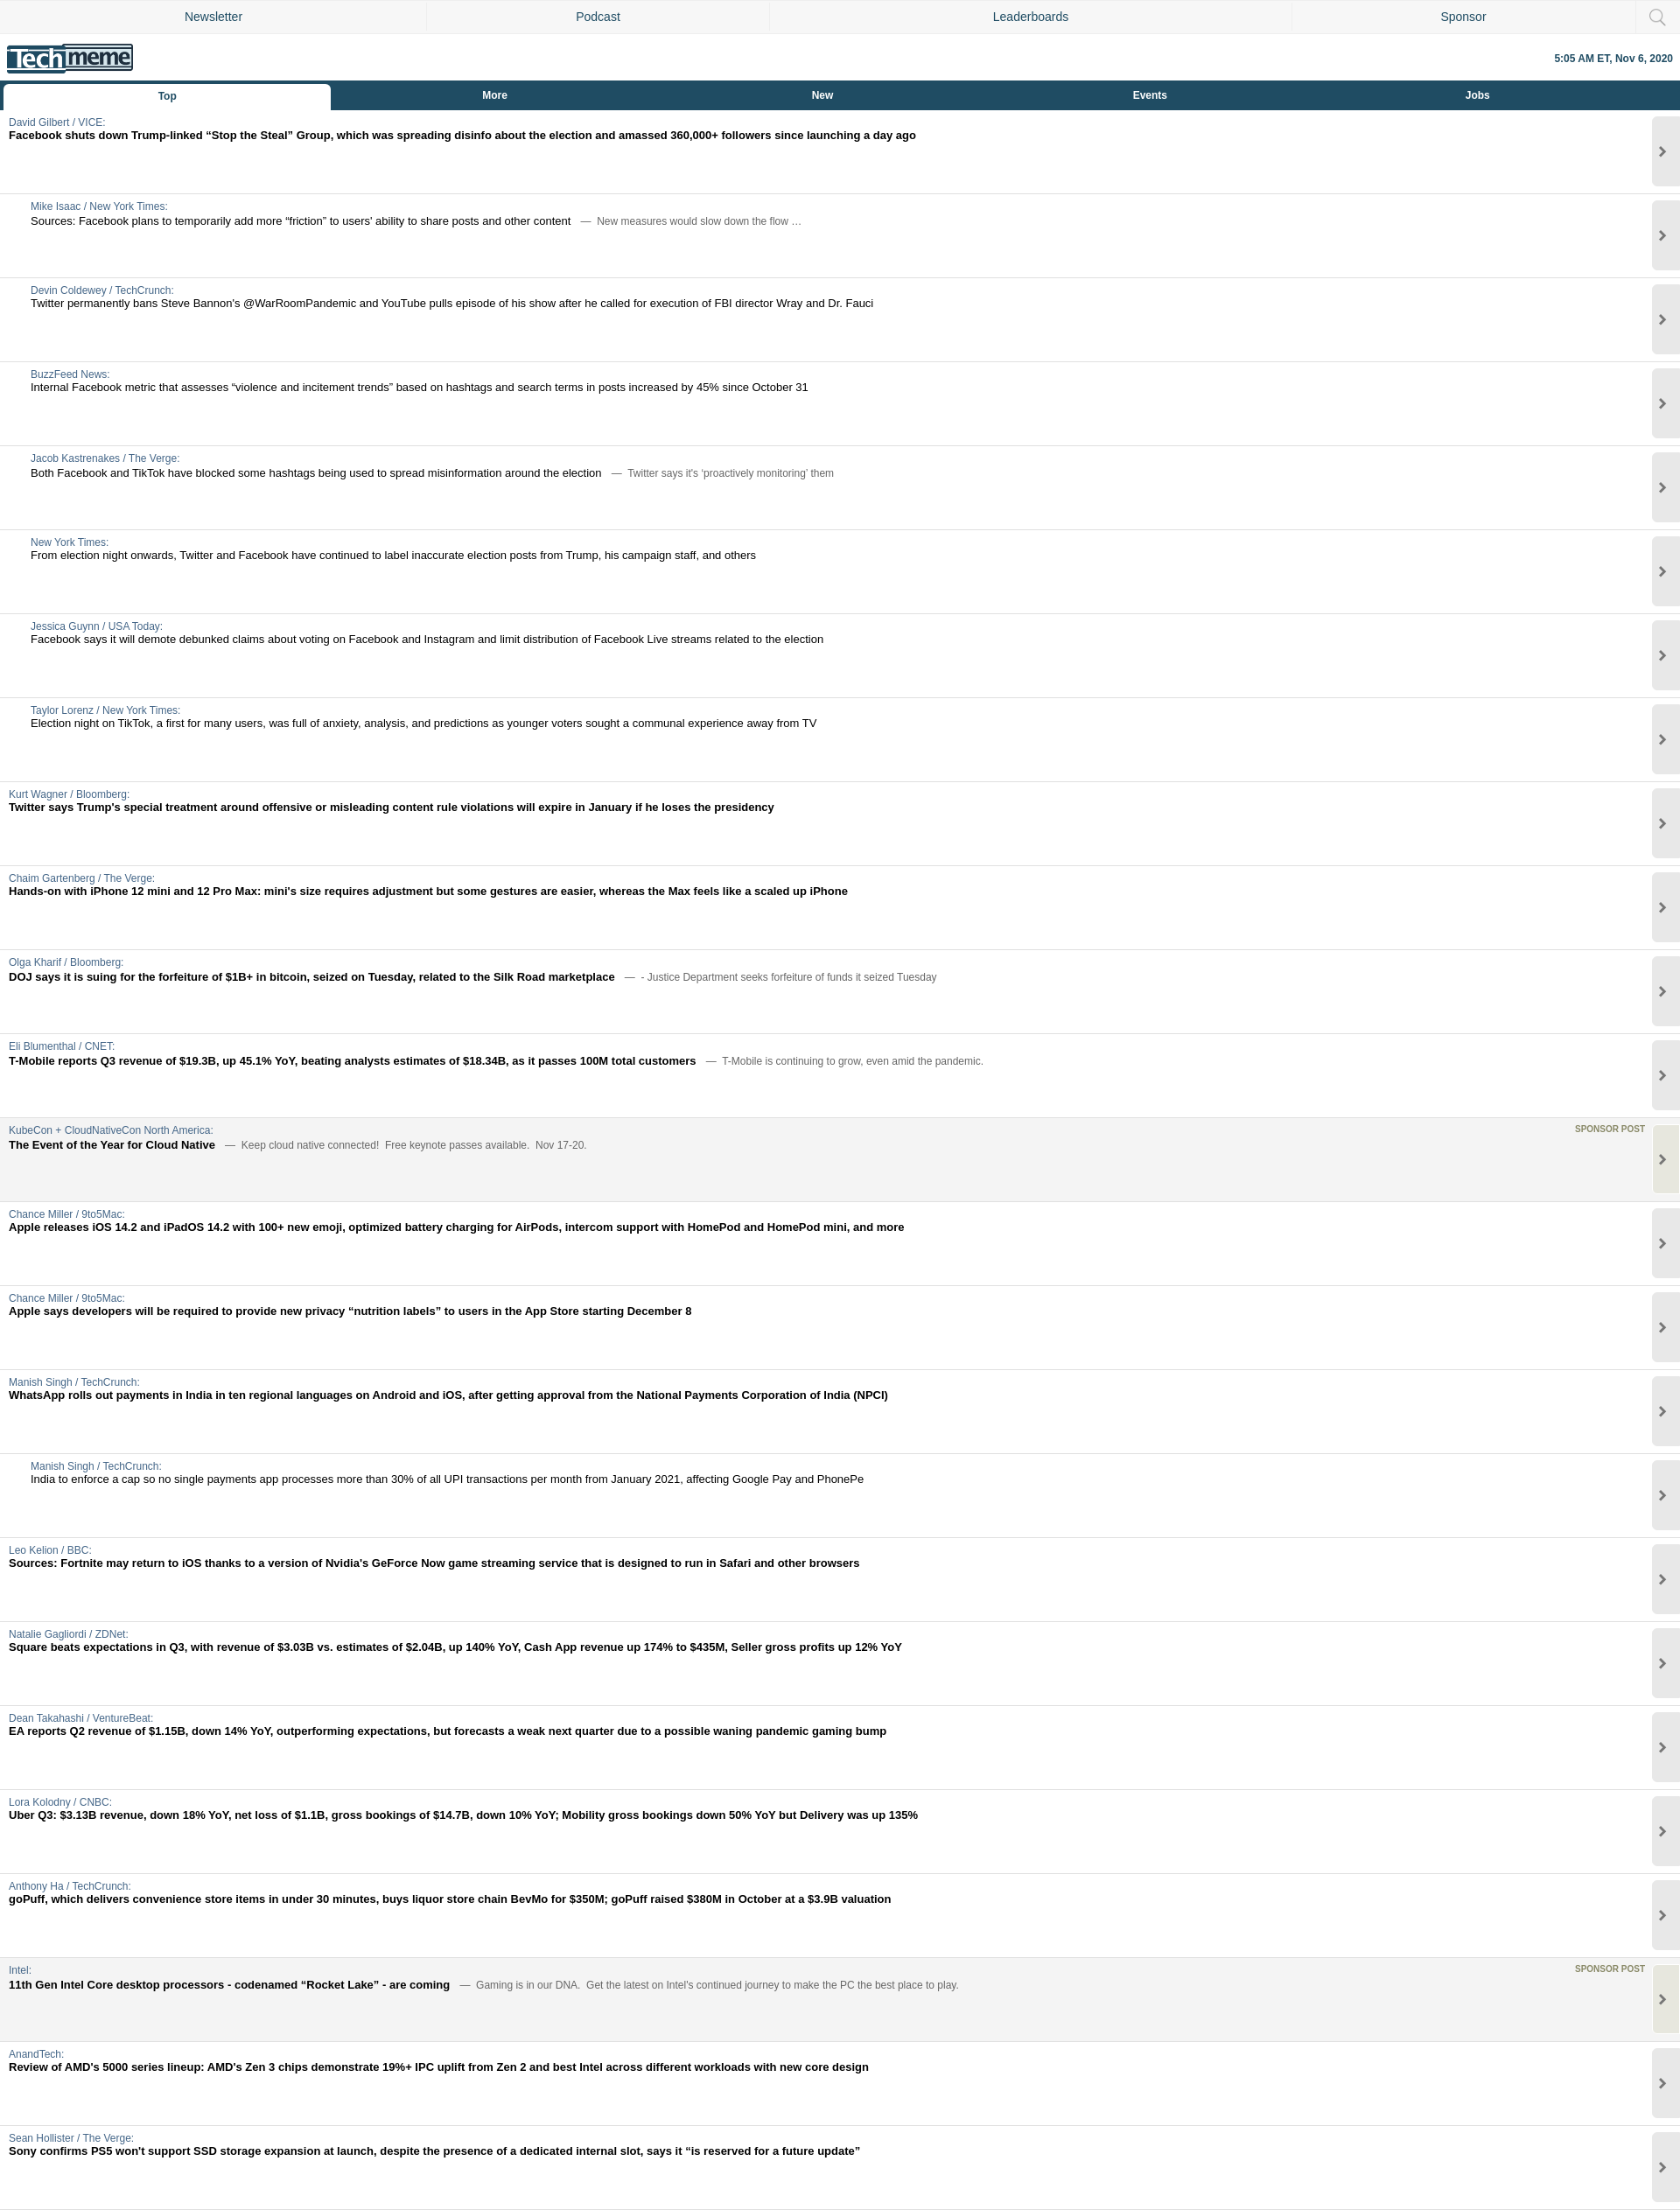 Newsletter
Podcast
Leaderboards
Sponsor
Techmeme
5:05 AM ET, Nov 6, 2020
Top
More
New
Events
Jobs
David Gilbert / VICE:
Facebook shuts down Trump-linked “Stop the Steal” Group, which was spreading disinfo about the election and amassed 360,000+ followers since launching a day ago
Mike Isaac / New York Times:
Sources: Facebook plans to temporarily add more “friction” to users' ability to share posts and other content — New measures would slow down the flow …
Devin Coldewey / TechCrunch:
Twitter permanently bans Steve Bannon's @WarRoomPandemic and YouTube pulls episode of his show after he called for execution of FBI director Wray and Dr. Fauci
BuzzFeed News:
Internal Facebook metric that assesses “violence and incitement trends” based on hashtags and search terms in posts increased by 45% since October 31
Jacob Kastrenakes / The Verge:
Both Facebook and TikTok have blocked some hashtags being used to spread misinformation around the election — Twitter says it's ‘proactively monitoring’ them
New York Times:
From election night onwards, Twitter and Facebook have continued to label inaccurate election posts from Trump, his campaign staff, and others
Jessica Guynn / USA Today:
Facebook says it will demote debunked claims about voting on Facebook and Instagram and limit distribution of Facebook Live streams related to the election
Taylor Lorenz / New York Times:
Election night on TikTok, a first for many users, was full of anxiety, analysis, and predictions as younger voters sought a communal experience away from TV
Kurt Wagner / Bloomberg:
Twitter says Trump's special treatment around offensive or misleading content rule violations will expire in January if he loses the presidency
Chaim Gartenberg / The Verge:
Hands-on with iPhone 12 mini and 12 Pro Max: mini's size requires adjustment but some gestures are easier, whereas the Max feels like a scaled up iPhone
Olga Kharif / Bloomberg:
DOJ says it is suing for the forfeiture of $1B+ in bitcoin, seized on Tuesday, related to the Silk Road marketplace — - Justice Department seeks forfeiture of funds it seized Tuesday
Eli Blumenthal / CNET:
T-Mobile reports Q3 revenue of $19.3B, up 45.1% YoY, beating analysts estimates of $18.34B, as it passes 100M total customers — T-Mobile is continuing to grow, even amid the pandemic.
KubeCon + CloudNativeCon North America:
SPONSOR POST
The Event of the Year for Cloud Native — Keep cloud native connected! Free keynote passes available. Nov 17-20.
Chance Miller / 9to5Mac:
Apple releases iOS 14.2 and iPadOS 14.2 with 100+ new emoji, optimized battery charging for AirPods, intercom support with HomePod and HomePod mini, and more
Chance Miller / 9to5Mac:
Apple says developers will be required to provide new privacy “nutrition labels” to users in the App Store starting December 8
Manish Singh / TechCrunch:
WhatsApp rolls out payments in India in ten regional languages on Android and iOS, after getting approval from the National Payments Corporation of India (NPCI)
Manish Singh / TechCrunch:
India to enforce a cap so no single payments app processes more than 30% of all UPI transactions per month from January 2021, affecting Google Pay and PhonePe
Leo Kelion / BBC:
Sources: Fortnite may return to iOS thanks to a version of Nvidia's GeForce Now game streaming service that is designed to run in Safari and other browsers
Natalie Gagliordi / ZDNet:
Square beats expectations in Q3, with revenue of $3.03B vs. estimates of $2.04B, up 140% YoY, Cash App revenue up 174% to $435M, Seller gross profits up 12% YoY
Dean Takahashi / VentureBeat:
EA reports Q2 revenue of $1.15B, down 14% YoY, outperforming expectations, but forecasts a weak next quarter due to a possible waning pandemic gaming bump
Lora Kolodny / CNBC:
Uber Q3: $3.13B revenue, down 18% YoY, net loss of $1.1B, gross bookings of $14.7B, down 10% YoY; Mobility gross bookings down 50% YoY but Delivery was up 135%
Anthony Ha / TechCrunch:
goPuff, which delivers convenience store items in under 30 minutes, buys liquor store chain BevMo for $350M; goPuff raised $380M in October at a $3.9B valuation
Intel:
SPONSOR POST
11th Gen Intel Core desktop processors - codenamed “Rocket Lake” - are coming — Gaming is in our DNA. Get the latest on Intel's continued journey to make the PC the best place to play.
AnandTech:
Review of AMD's 5000 series lineup: AMD's Zen 3 chips demonstrate 19%+ IPC uplift from Zen 2 and best Intel across different workloads with new core design
Sean Hollister / The Verge:
Sony confirms PS5 won't support SSD storage expansion at launch, despite the presence of a dedicated internal slot, says it “is reserved for a future update”